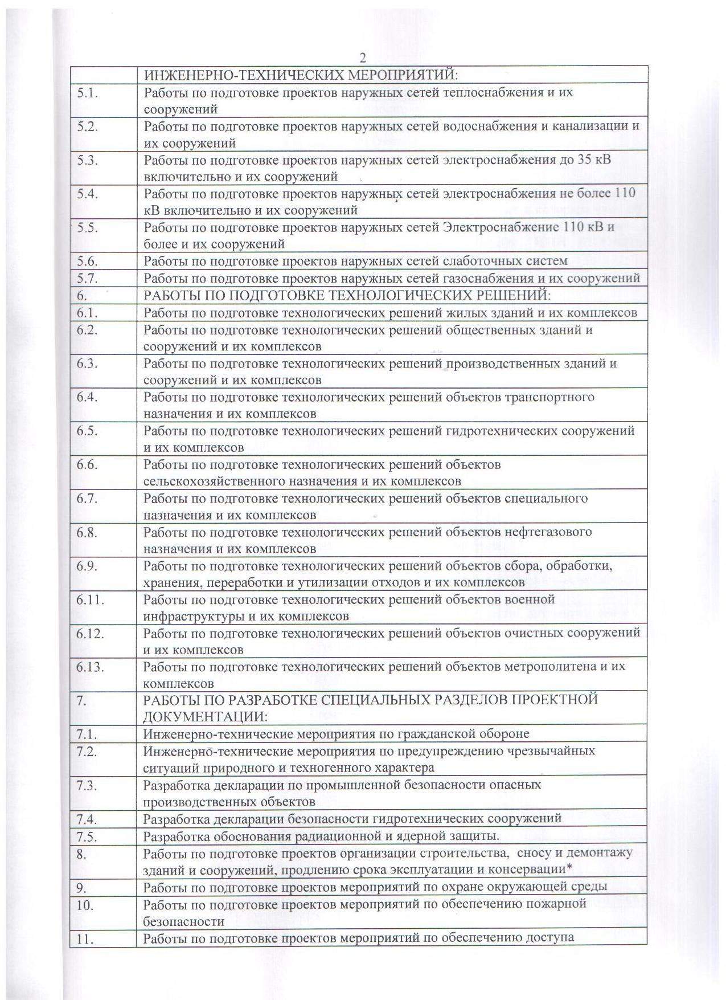 2
ИНЖЕНЕРНО-ТЕХНИЧЕСКИХ МЕРОПРИЯТИЙ:
5.1. Работы по подготовке проектов наружных сетей теплоснабжения и их
сооружений
5.2. Работы по подготовке проектов наружных сетей водоснабжения и канализации и
их сооружений
5.3. Работы по подготовке проектов наружных сетей электроснабжения до 35 кВ
включительно и их сооружений
5.4. Работы по подготовке проектов наружных сетей электроснабжения не более 110
кВ включительно и их сооружений
5.5. Работы по подготовке проектов наружных сетей Электроснабжение 110 кВ и
более и их сооружений
5.6. Работы по подготовке проектов наружных сетей слаботочных систем
5.7. Работы по подготовке проектов наружных сетей газоснабжения и их сооружений
6. РАБОТЫ ПО ПОДГОТОВКЕ ТЕХНОЛОГИЧЕСКИХ РЕШЕНИЙ:
6.1. Работы по подготовке технологических решений жилых зданий и их комплексов
6.2. Работы по подготовке технологических решений общественных зданий и
сооружений и их комплексов
6.3. Работы по подготовке технологических решений производственных зданий и
сооружений и их комплексов
6.4. Работы по подготовке технологических решений объектов транспортного
назначения и их комплексов
6.5. Работы по подготовке технологических решений гидротехнических сооружений
и их комплексов
6.6. Работы по подготовке технологических решений объектов
сельскохозяйственного назначения и их комплексов
6.7. Работы по подготовке технологических решений объектов специального
назначения и их комплексов
6.8. Работы по подготовке технологических решений объектов нефтегазового
назначения и их комплексов
6.9. Работы по подготовке технологических решений объектов сбора, обработки,
хранения, переработки и утилизации отходов и их комплексов
6.11. Работы по подготовке технологических решений объектов военной
инфраструктуры и их комплексов
6.12. Работы по подготовке технологических решений объектов очистных сооружений
и их комплексов
6.13. Работы по подготовке технологических решений объектов метрополитена и их
комплексов
7. РАБОТЫ ПО РАЗРАБОТКЕ СПЕЦИАЛЬНЫХ РАЗДЕЛОВ ПРОЕКТНОЙ
ДОКУМЕНТАЦИИ:
7.1. Инженерно-технические мероприятия по гражданской обороне
7.2. Инженерно-технические мероприятия по предупреждению чрезвычайных
ситуаций природного и техногенного характера
7.3. Разработка декларации по промышленной безопасности опасных
производственных объектов
7.4. Разработка декларации безопасности гидротехнических сооружений
7.5. Разработка обоснования радиационной и ядерной защиты.
8. Работы по подготовке проектов организации строительства, сносу и демонтажу
зданий и сооружений, продлению срока эксплуатации и консервации*
9. Работы по подготовке проектов мероприятий по охране окружающей среды
10. Работы по подготовке проектов мероприятий по обеспечению пожарной
безопасности
11. Работы по подготовке проектов мероприятий по обеспечению доступа